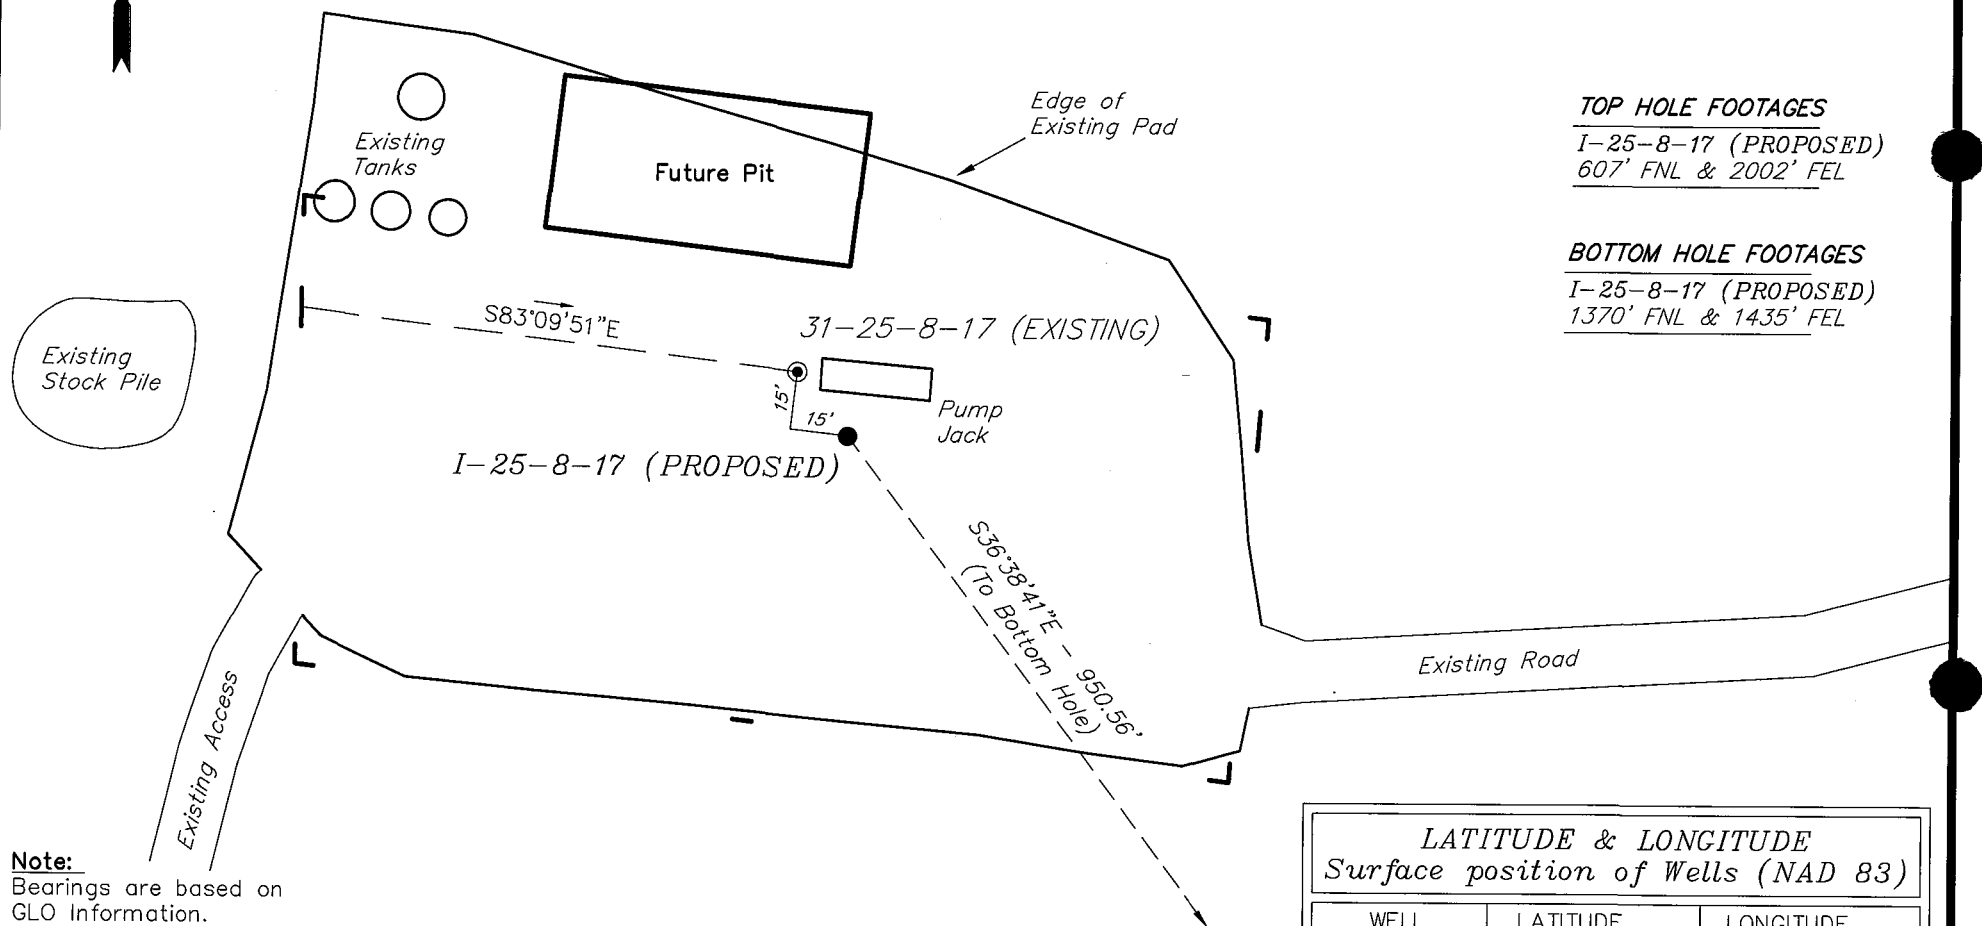 Edge of
Existing Pad
TOP HOLE FOOTAGES
I-25-8-17 (PROPOSED)
607' FNL & 2002' FEL
Existing
Tanks
Future Pit
BOTTOM HOLE FOOTAGES
I-25-8-17 (PROPOSED)
1370' FNL & 1435' FEL
S83°09'51"E
31-25-8-17 (EXISTING)
Existing
Stock Pile
15'
15'
Pump
Jack
I-25-8-17 (PROPOSED)
S36°38'41"E - 950.56'
(To Bottom Hole)
Existing Road
Existing Access
Note:
Bearings are based on
GLO Information.
LATITUDE & LONGITUDE
Surface position of Wells (NAD 83)
WELL LATITUDE LONGITUDE